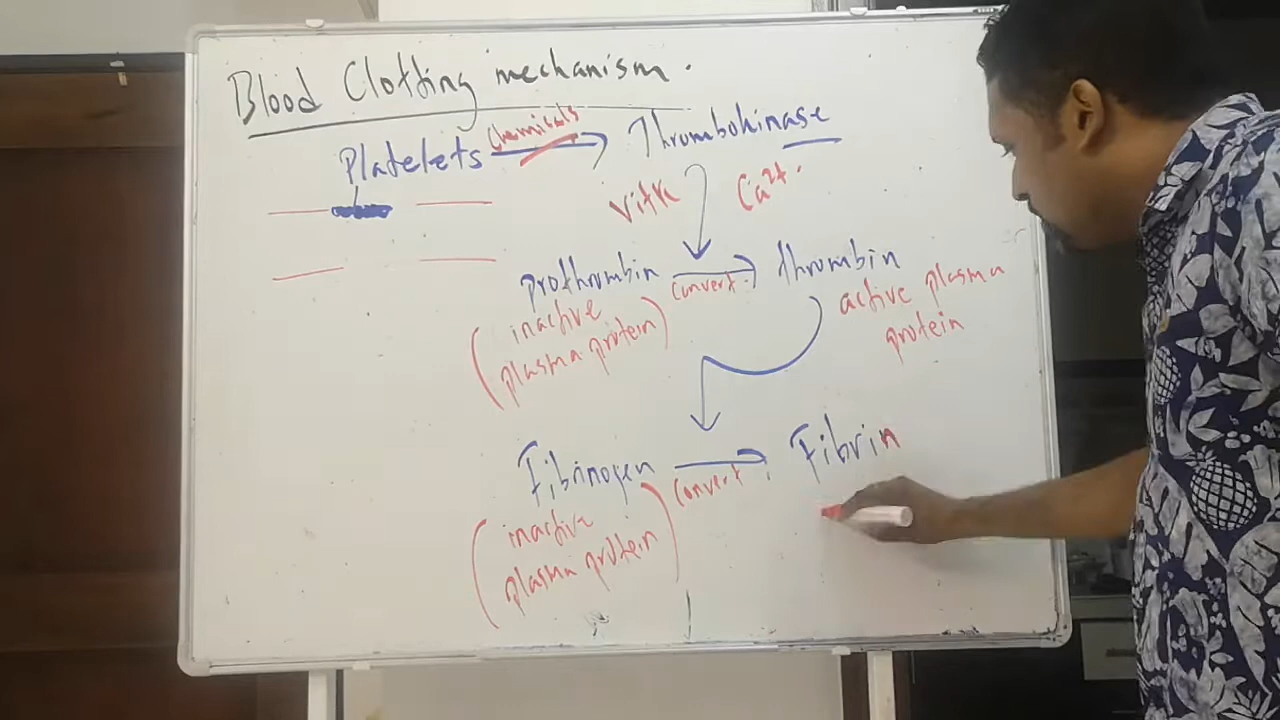 Blood Clotting mechanism.
Platelets Chemicals Thrombokinase
Vit K Ca2+.
prothrombin convert. thrombin
(inactive plasma protein)
active plasma protein
Fibrinogen convert Fibrin
(inactive plasma protein)